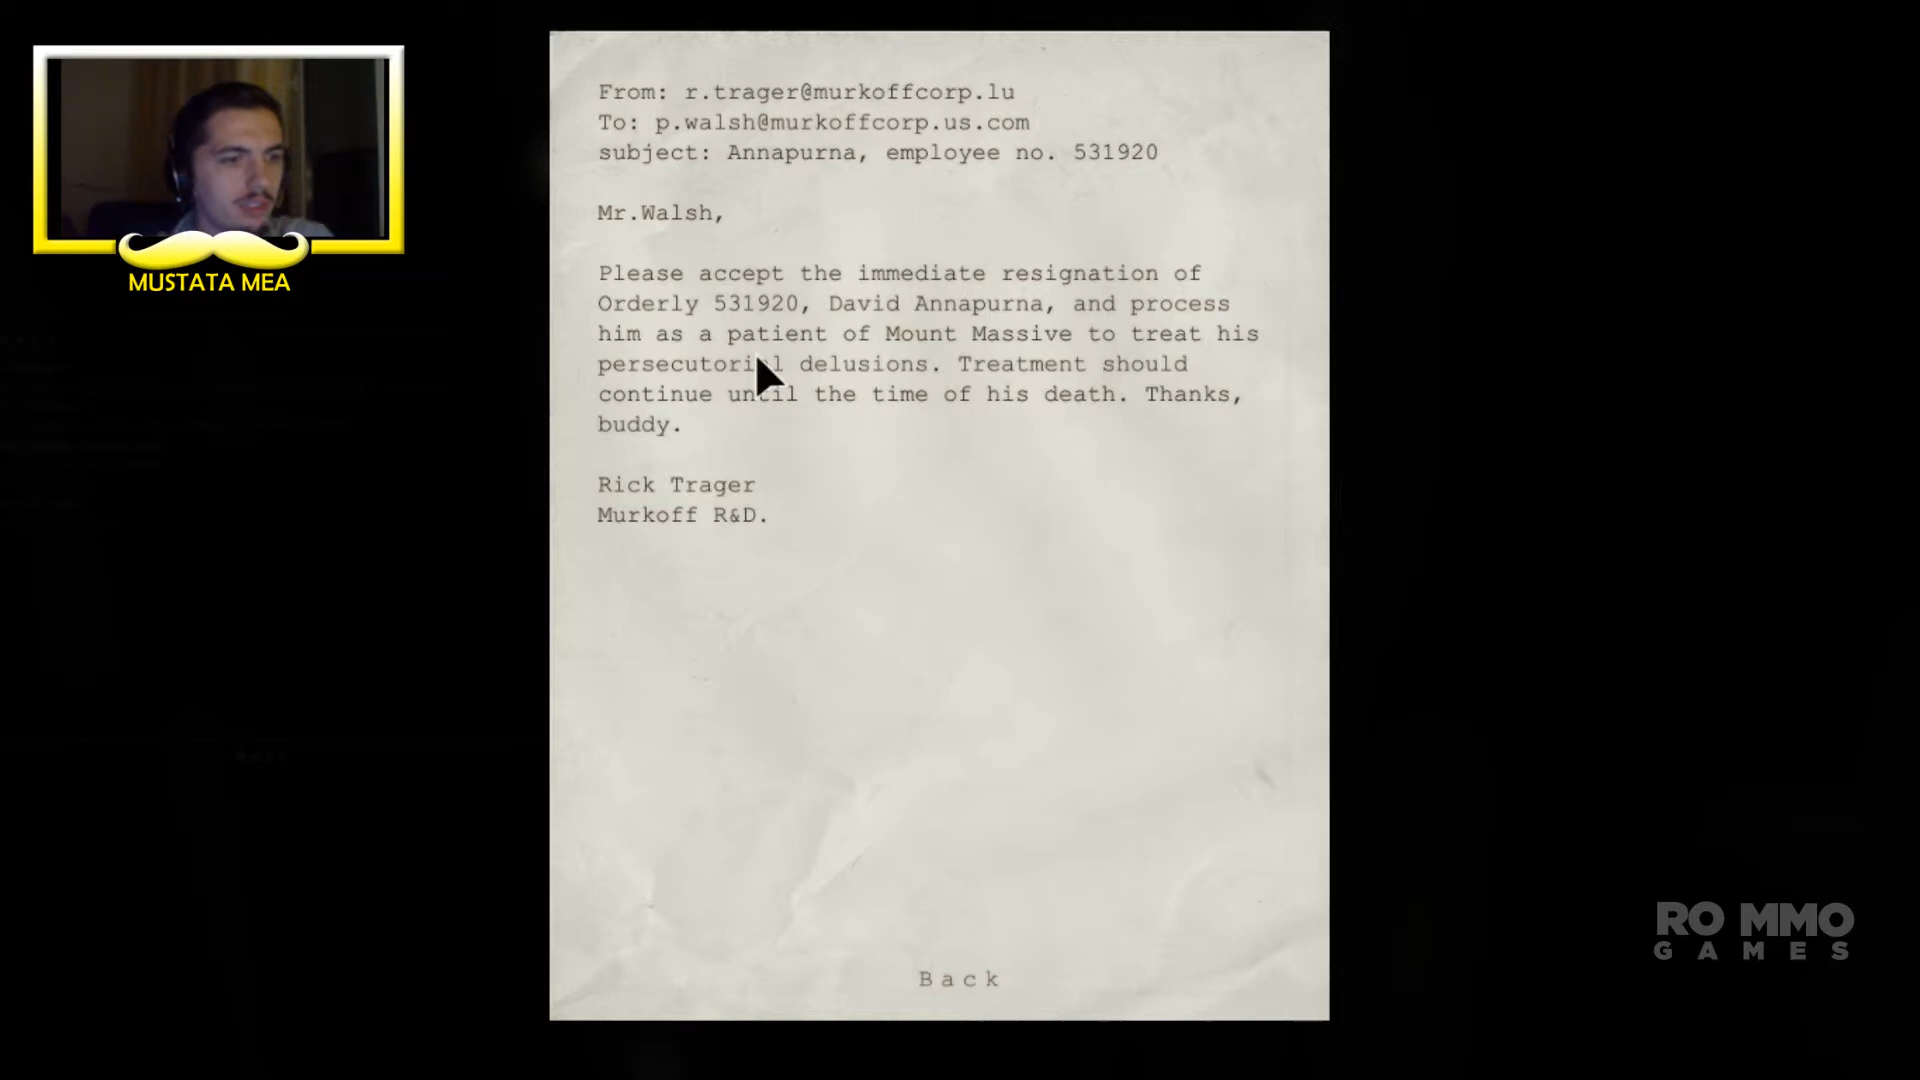 From: r.trager@murkoffcorp.lu
To: p.walsh@murkoffcorp.us.com
subject: Annapurna, employee no. 531920
Mr.Walsh,
Please accept the immediate resignation of
Orderly 531920, David Annapurna, and process
him as a patient of Mount Massive to treat his
persecutorial delusions. Treatment should
continue until the time of his death. Thanks,
buddy.
Rick Trager
Murkoff R&D.
Back
MUSTATA MEA
RO MMO
GAMES